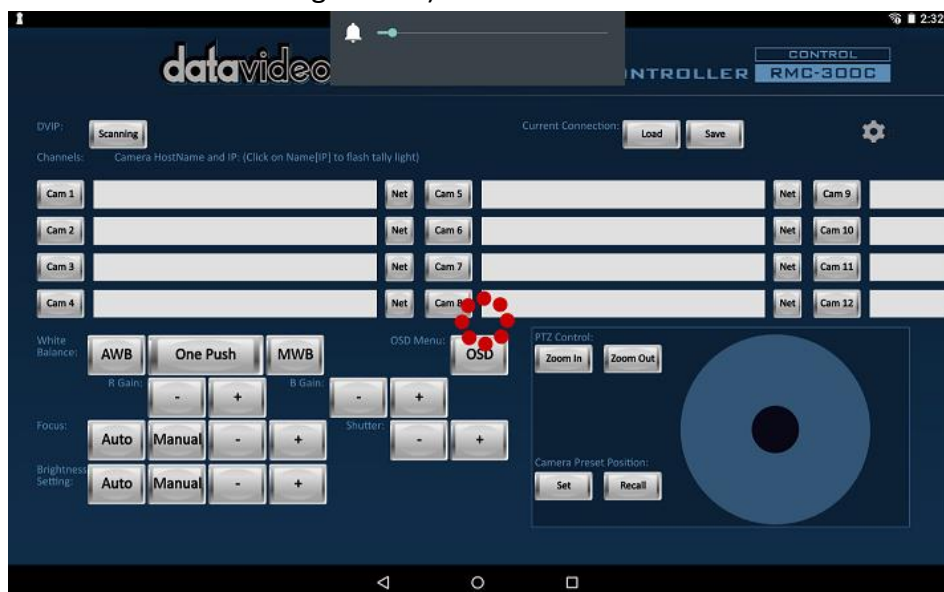 2:32
datavideo
NTROLLER
CONTROL
RMC-300C
DVIP:
Scanning
Current Connection:
Load
Save
Channels:
Camera HostName and IP: (Click on Name[IP] to flash tally light)
Cam 1
Net
Cam 5
Net
Cam 9
Cam 2
Net
Cam 6
Net
Cam 10
Cam 3
Net
Cam 7
Net
Cam 11
Cam 4
Net
Cam 8
Net
Cam 12
White
Balance:
AWB
One Push
MWB
OSD Menu:
OSD
R Gain:
-
+
B Gain:
-
+
Focus:
Auto
Manual
-
+
Shutter:
-
+
Brightness
Setting:
Auto
Manual
-
+
PTZ Control:
Zoom In
Zoom Out
Camera Preset Position:
Set
Recall